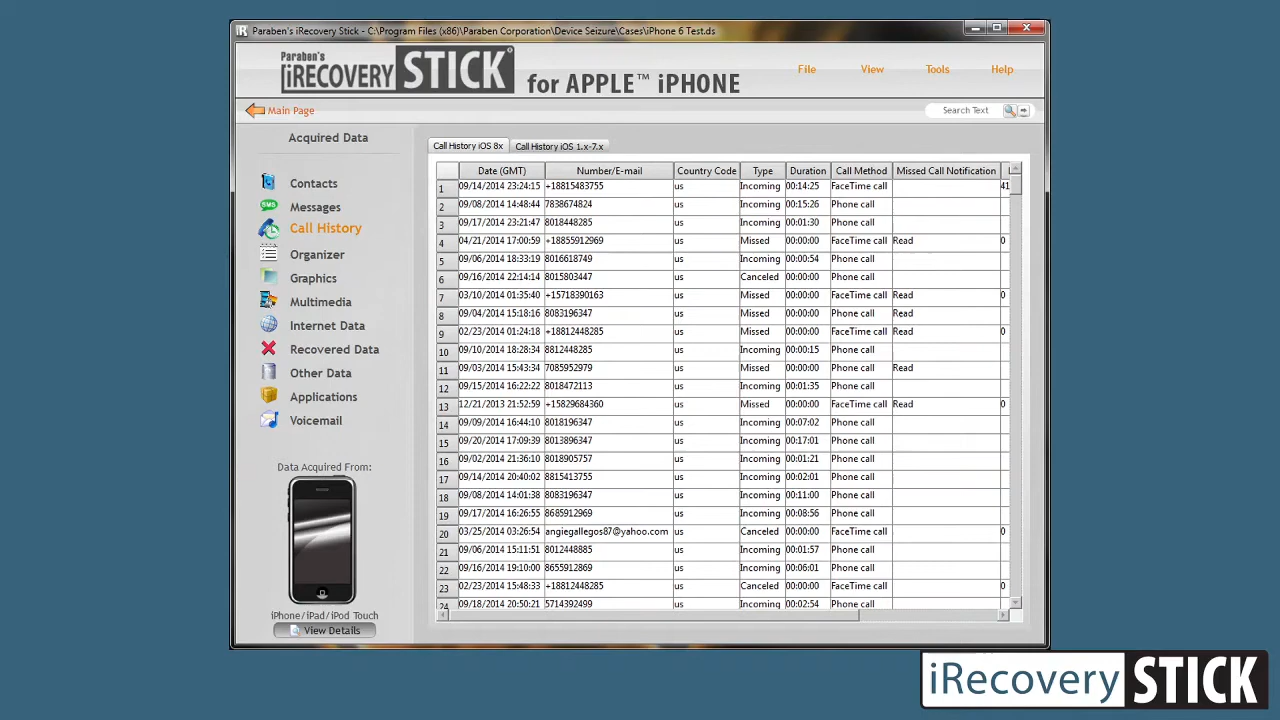 Paraben's iRecovery Stick - C:\Program Files (x86)\Paraben Corporation\Device Seizure\Cases\iPhone 6 Test.ds
Paraben's
iRECOVERY STICK® for APPLE™ iPHONE
File View Tools Help
Main Page
Search Text
Acquired Data
Contacts
Messages
Call History
Organizer
Graphics
Multimedia
Internet Data
Recovered Data
Other Data
Applications
Voicemail
Data Acquired From:
iPhone/iPad/iPod Touch
View Details
Call History iOS 8x Call History iOS 1.x-7.x
Date (GMT) Number/E-mail Country Code Type Duration Call Method Missed Call Notification
1 09/14/2014 23:24:15 +18815483755 us Incoming 00:14:25 FaceTime call 41
2 09/08/2014 14:48:44 7838674824 us Incoming 00:15:26 Phone call
3 09/17/2014 23:21:47 8018448285 us Incoming 00:01:30 Phone call
4 04/21/2014 17:00:59 +18855912969 us Missed 00:00:00 FaceTime call Read 0
5 09/06/2014 18:33:19 8016618749 us Incoming 00:00:54 Phone call
6 09/16/2014 22:14:14 8015803447 us Canceled 00:00:00 Phone call
7 03/10/2014 01:35:40 +15718390163 us Missed 00:00:00 FaceTime call Read 0
8 09/04/2014 15:18:16 8083196347 us Missed 00:00:00 Phone call Read
9 02/23/2014 01:24:18 +18812448285 us Missed 00:00:00 FaceTime call Read 0
10 09/10/2014 18:28:34 8812448285 us Incoming 00:00:15 Phone call
11 09/03/2014 15:43:34 7085952979 us Missed 00:00:00 Phone call Read
12 09/15/2014 16:22:22 8018472113 us Incoming 00:01:35 Phone call
13 12/21/2013 21:52:59 +15829684360 us Missed 00:00:00 FaceTime call Read 0
14 09/09/2014 16:44:10 8018196347 us Incoming 00:07:02 Phone call
15 09/20/2014 17:09:39 8013896347 us Incoming 00:17:01 Phone call
16 09/02/2014 21:36:10 8018905757 us Incoming 00:01:21 Phone call
17 09/14/2014 20:40:02 8815413755 us Incoming 00:02:01 Phone call
18 09/08/2014 14:01:38 8083196347 us Incoming 00:11:00 Phone call
19 09/17/2014 16:26:55 8685912969 us Incoming 00:08:56 Phone call
20 03/25/2014 03:26:54 angiegallegos87@yahoo.com us Canceled 00:00:00 FaceTime call 0
21 09/06/2014 15:11:51 8012448885 us Incoming 00:01:57 Phone call
22 09/16/2014 19:10:00 8655912869 us Incoming 00:06:01 Phone call
23 02/23/2014 15:48:33 +18812448285 us Canceled 00:00:00 FaceTime call 0
24 09/18/2014 20:50:21 5714392499 us Incoming 00:02:54 Phone call
iRecovery STICK